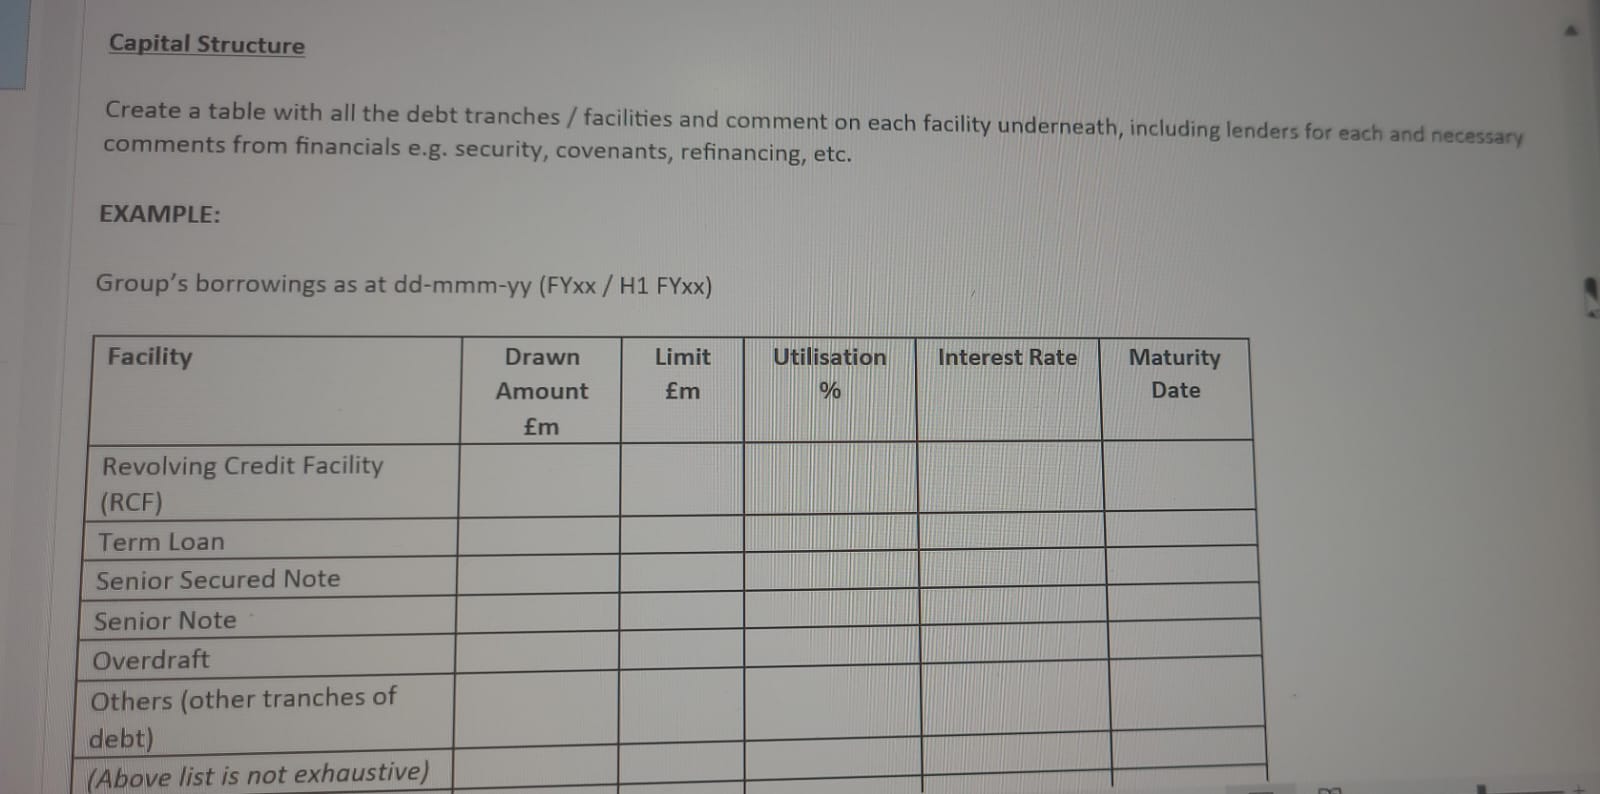 Capital Structure
Create a table with all the debt tranches / facilities and comment on each facility underneath, including lenders for each and necessary
comments from financials e.g. security, covenants, refinancing, etc.
EXAMPLE:
Group's borrowings as at dd-mmm-yy (FYxx / H1 FYxx)
Facility
Drawn
Amount
£m
Limit
£m
Utilisation
%
Interest Rate
Maturity
Date
Revolving Credit Facility
(RCF)
Term Loan
Senior Secured Note
Senior Note
Overdraft
Others (other tranches of
debt)
(Above list is not exhaustive)